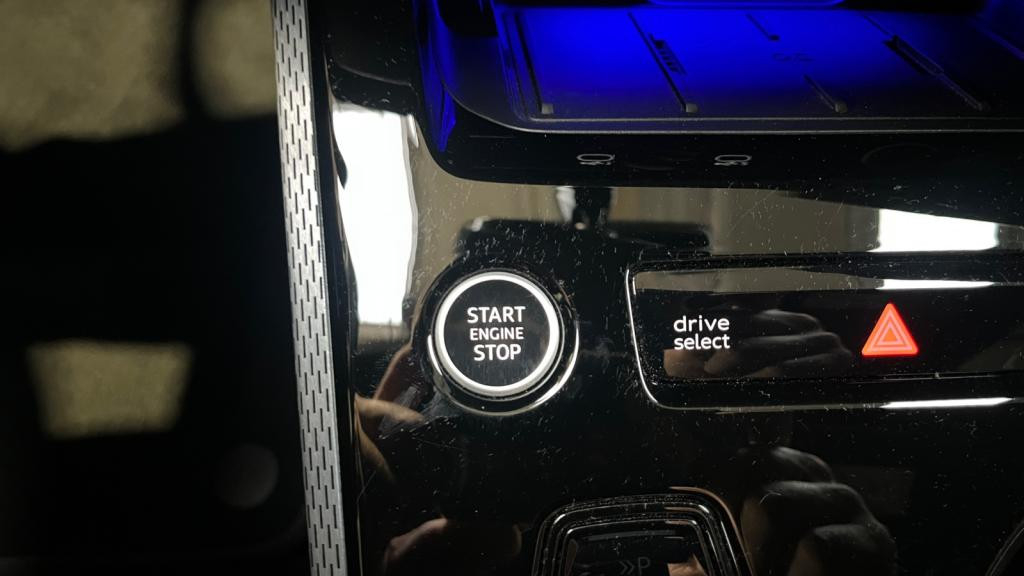 START
ENGINE
STOP
drive
select
P